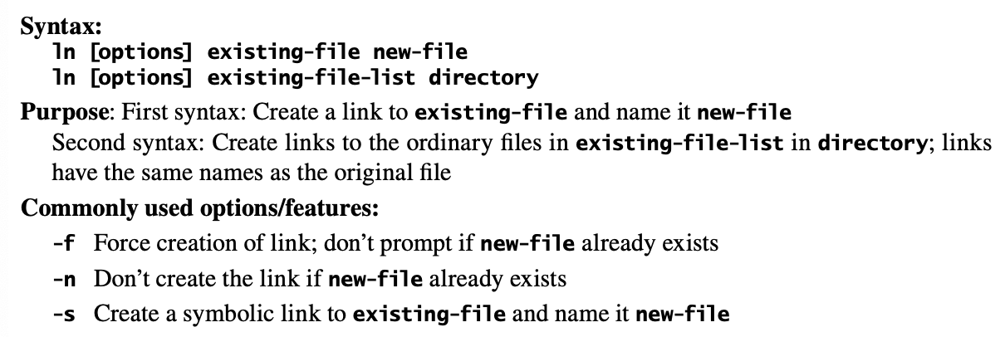 Syntax:
ln [options] existing-file new-file
ln [options] existing-file-list directory
Purpose: First syntax: Create a link to existing-file and name it new-file
Second syntax: Create links to the ordinary files in existing-file-list in directory; links
have the same names as the original file
Commonly used options/features:
-f Force creation of link; don’t prompt if new-file already exists
-n Don’t create the link if new-file already exists
-s Create a symbolic link to existing-file and name it new-file